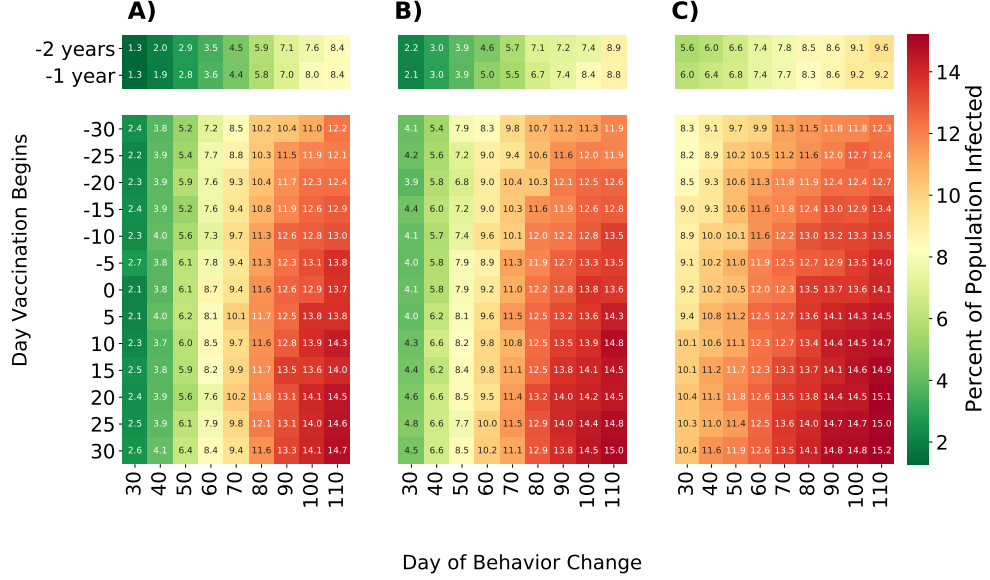 A) B) C)
-2 years 1.3 2.0 2.9 3.5 4.5 5.9 7.1 7.6 8.4 2.2 3.0 3.9 4.6 5.7 7.1 7.2 7.4 8.9 5.6 6.0 6.6 7.4 7.8 8.5 8.6 9.1 9.6
-1 year 1.3 1.9 2.8 3.6 4.4 5.8 7.0 8.0 8.4 2.1 3.0 3.9 5.0 5.5 6.7 7.4 8.4 8.8 6.0 6.4 6.8 7.4 7.7 8.3 8.6 9.2 9.2
-30 2.4 3.8 5.2 7.2 8.5 10.2 10.4 11.0 12.2 4.1 5.4 7.9 8.3 9.8 10.7 11.2 11.3 11.9 8.3 9.1 9.7 9.9 11.3 11.5 11.8 11.8 12.3
-25 2.2 3.9 5.4 7.7 8.8 10.3 11.5 11.9 12.1 4.2 5.6 7.2 9.0 9.4 10.6 11.6 12.0 11.9 8.2 8.9 10.2 10.5 11.2 11.6 12.0 12.7 12.4
-20 2.3 3.9 5.9 7.6 9.3 10.4 11.7 12.3 12.4 3.9 5.8 6.8 9.0 10.4 10.3 12.1 12.5 12.6 8.5 9.3 10.6 11.3 11.8 11.9 12.4 12.4 12.7
-15 2.4 3.9 5.2 7.6 9.4 10.8 11.9 12.6 12.9 4.4 6.0 7.2 9.0 10.3 11.6 11.9 12.6 12.8 9.0 9.3 10.6 11.6 11.8 12.4 13.0 12.9 13.4
-10 2.3 4.0 5.6 7.3 9.7 11.3 12.6 12.8 13.0 4.1 5.7 7.4 9.6 10.1 12.0 12.2 12.8 13.5 9.0 10.0 10.1 11.6 12.2 12.3 13.2 13.3 13.5
-5 2.7 3.8 6.1 7.8 9.4 11.3 12.3 13.1 13.8 4.0 5.8 7.9 8.9 11.3 11.9 12.7 13.3 13.5 9.3 10.0 10.8 11.9 12.5 12.7 12.9 13.5 14.0
0 2.1 3.8 6.1 8.7 9.4 11.6 12.6 12.9 13.7 4.1 5.8 7.9 9.2 11.0 12.2 12.8 13.8 13.6 9.2 10.2 10.5 12.0 12.3 13.5 13.7 13.6 14.1
5 2.1 4.0 6.2 8.1 10.1 11.7 12.5 13.8 13.8 4.0 6.2 8.1 9.6 11.5 12.5 13.2 13.6 14.3 9.4 10.8 11.2 12.5 12.7 13.6 14.1 14.3 14.5
10 2.3 3.7 6.0 8.5 9.7 11.6 12.8 13.9 14.3 4.3 6.6 8.2 9.8 10.8 12.5 13.5 13.9 14.8 10.1 10.6 11.7 12.7 13.2 13.8 14.4 14.3 14.5
15 2.5 3.8 5.9 8.2 9.9 11.7 13.5 13.6 14.0 4.4 6.2 8.4 9.9 11.8 12.5 13.4 14.1 14.5 10.1 11.2 11.7 12.3 13.3 13.7 14.1 14.6 14.9
20 2.4 3.9 5.6 7.6 10.2 11.8 13.1 14.1 14.5 4.6 6.6 8.5 9.5 11.4 13.2 14.0 14.2 14.5 10.4 11.1 11.8 12.6 13.5 13.8 14.4 14.5 15.1
25 2.5 3.9 6.1 7.9 9.8 12.1 13.1 14.0 14.6 4.8 6.6 7.7 10.0 11.5 12.9 14.0 14.4 14.8 10.3 11.0 11.4 12.5 13.6 14.0 14.7 14.7 15.0
30 2.6 4.1 6.4 8.4 9.4 11.6 13.3 14.1 14.7 4.5 6.6 8.5 10.2 11.1 12.9 13.8 14.5 15.0 10.4 11.6 11.9 12.6 13.5 14.1 14.8 14.8 15.2
30 40 50 60 70 80 90 100 110 30 40 50 60 70 80 90 100 110 30 40 50 60 70 80 90 100 110
Day Vaccination Begins
Day of Behavior Change
14
12
10
8
6
4
2
Percent of Population Infected